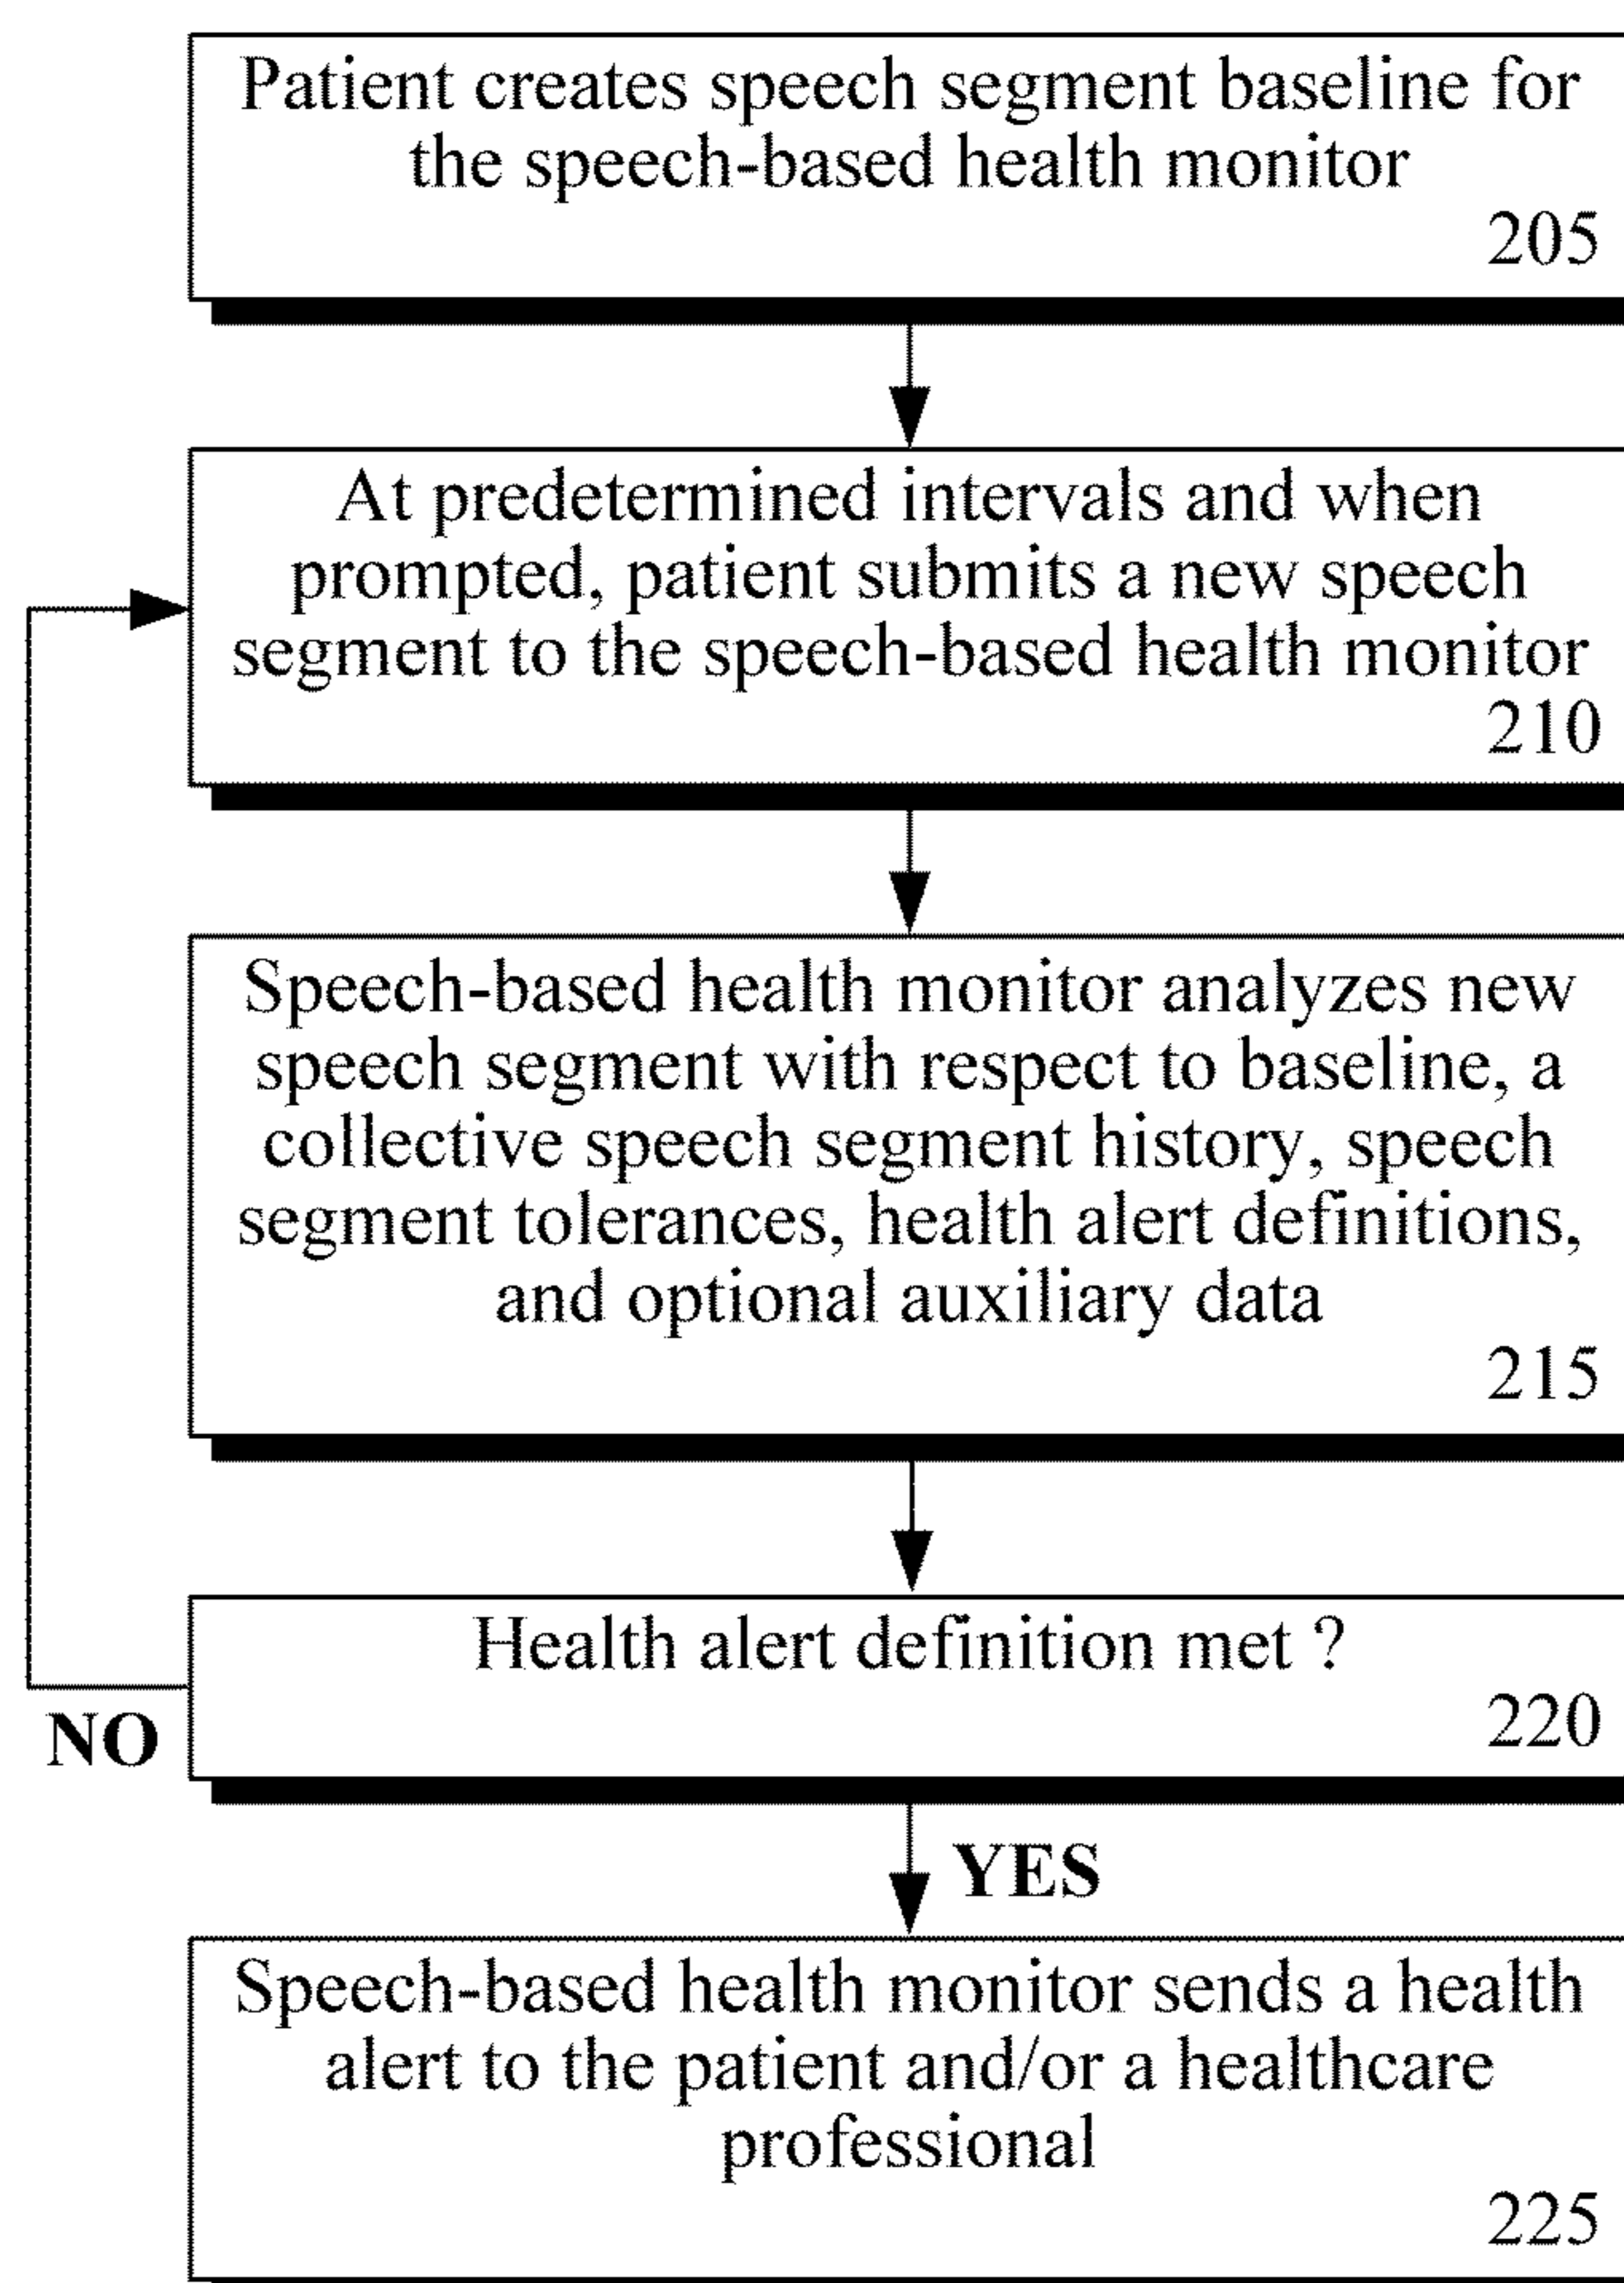 Patient creates speech segment baseline for
the speech-based health monitor
205
At predetermined intervals and when
prompted, patient submits a new speech
segment to the speech-based health monitor
210
Speech-based health monitor analyzes new
speech segment with respect to baseline, a
collective speech segment history, speech
segment tolerances, health alert definitions,
and optional auxiliary data
215
Health alert definition met ?
220
NO
YES
Speech-based health monitor sends a health
alert to the patient and/or a healthcare
professional
225